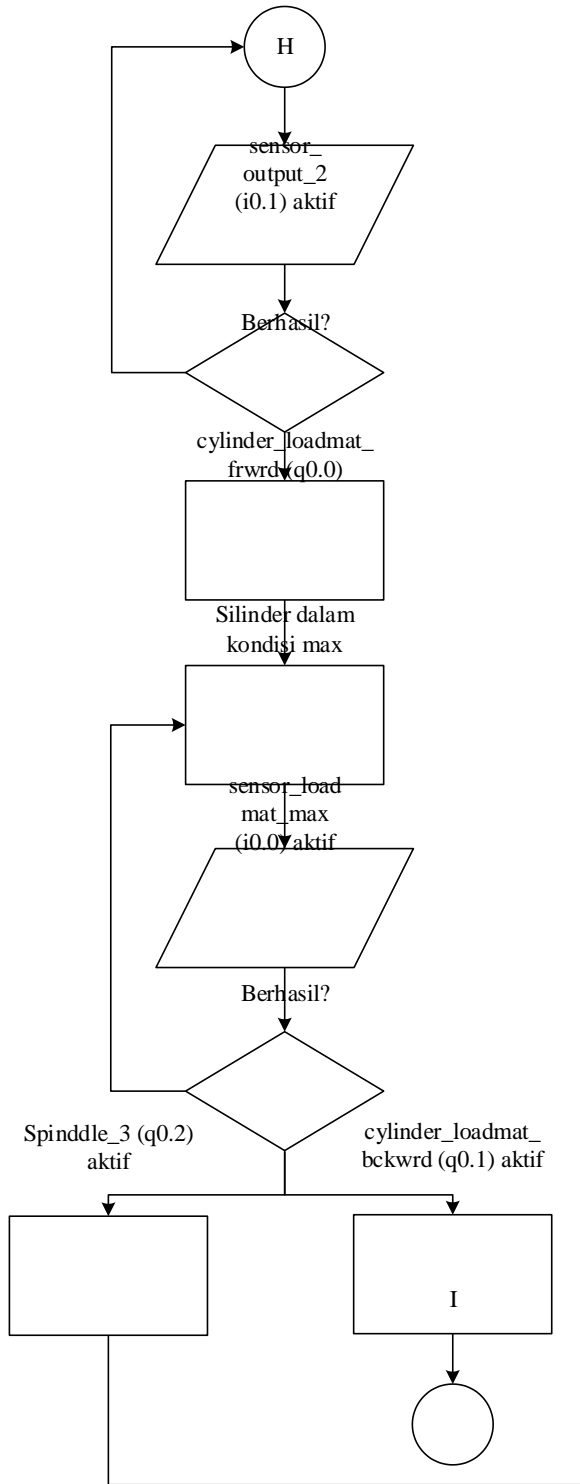 H
sensor_
output_2
(i0.1) aktif
Berhasil?
cylinder_loadmat_
frwrd (q0.0)
Silinder dalam
kondisi max
sensor_load
mat_max
(i0.0) aktif
Berhasil?
Spinddle_3 (q0.2)
aktif
cylinder_loadmat_
bckwrd (q0.1) aktif
I